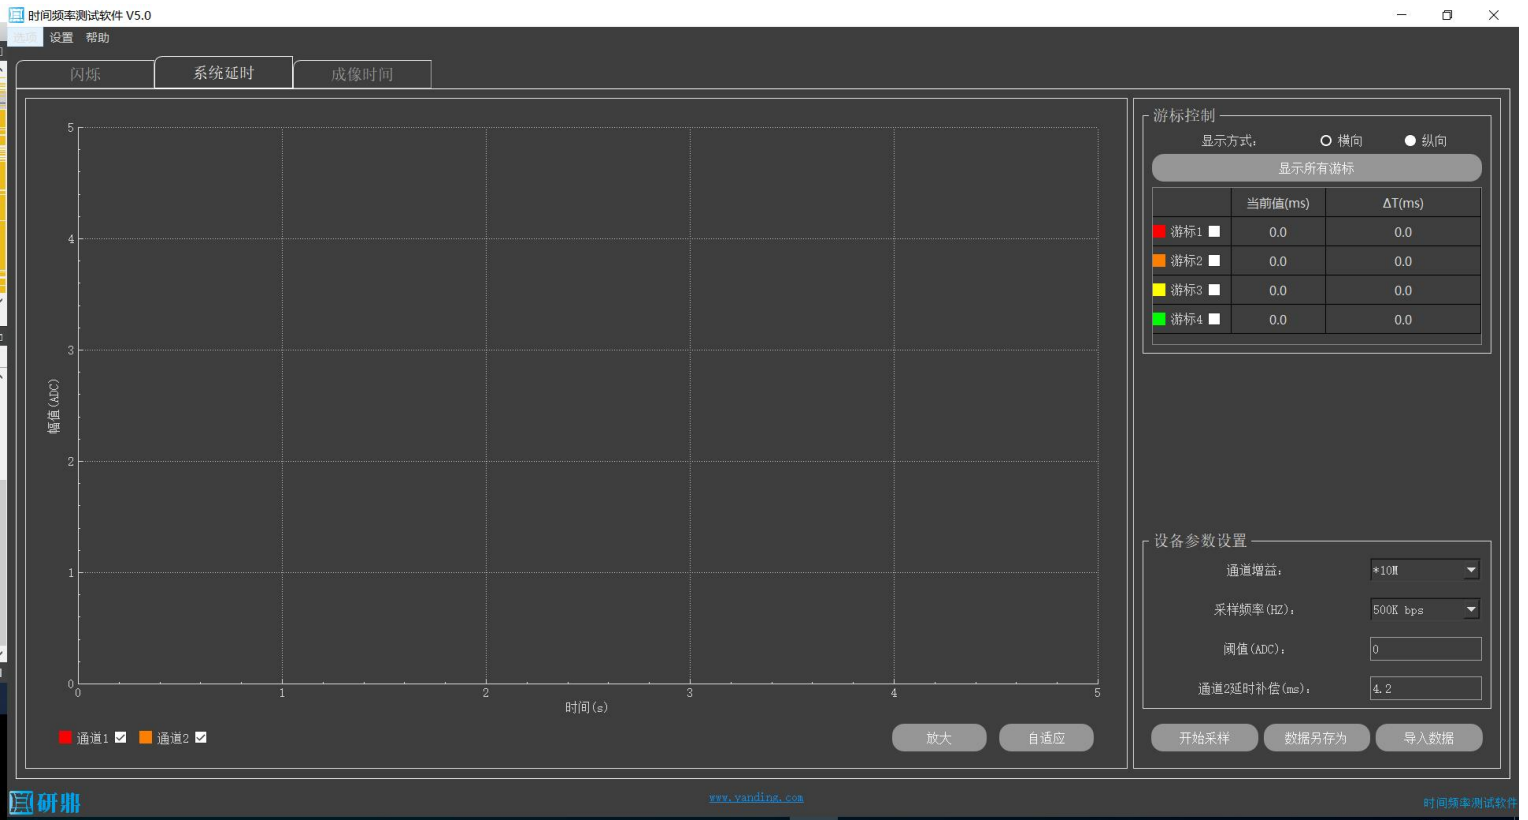 时间频率测试软件 V5.0
选项 设置 帮助
闪烁 系统延时 成像时间
5
4
3
2
1
0
幅值(ADC)
0 1 2 3 4 5
时间(s)
通道1 通道2
放大 自适应
游标控制
显示方式: 横向 纵向
显示所有游标
当前值(ms) ΔT(ms)
游标1 0.0 0.0
游标2 0.0 0.0
游标3 0.0 0.0
游标4 0.0 0.0
设备参数设置
通道增益: *10M
采样频率(HZ): 500K bps
阈值(ADC): 0
通道2延时补偿(ms): 4.2
开始采样 数据另存为 导入数据
研鼎
www.yanding.com
时间频率测试软件